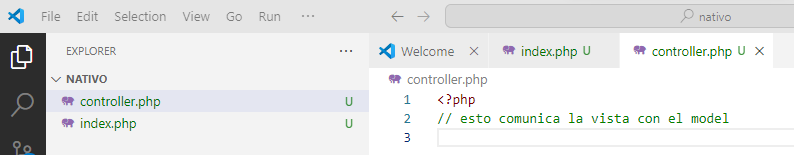 File Edit Selection View Go Run ... nativo
EXPLORER ... Welcome index.php U controller.php U
NATIVO controller.php
controller.php U 1 <?php
index.php U 2 // esto comunica la vista con el model
3